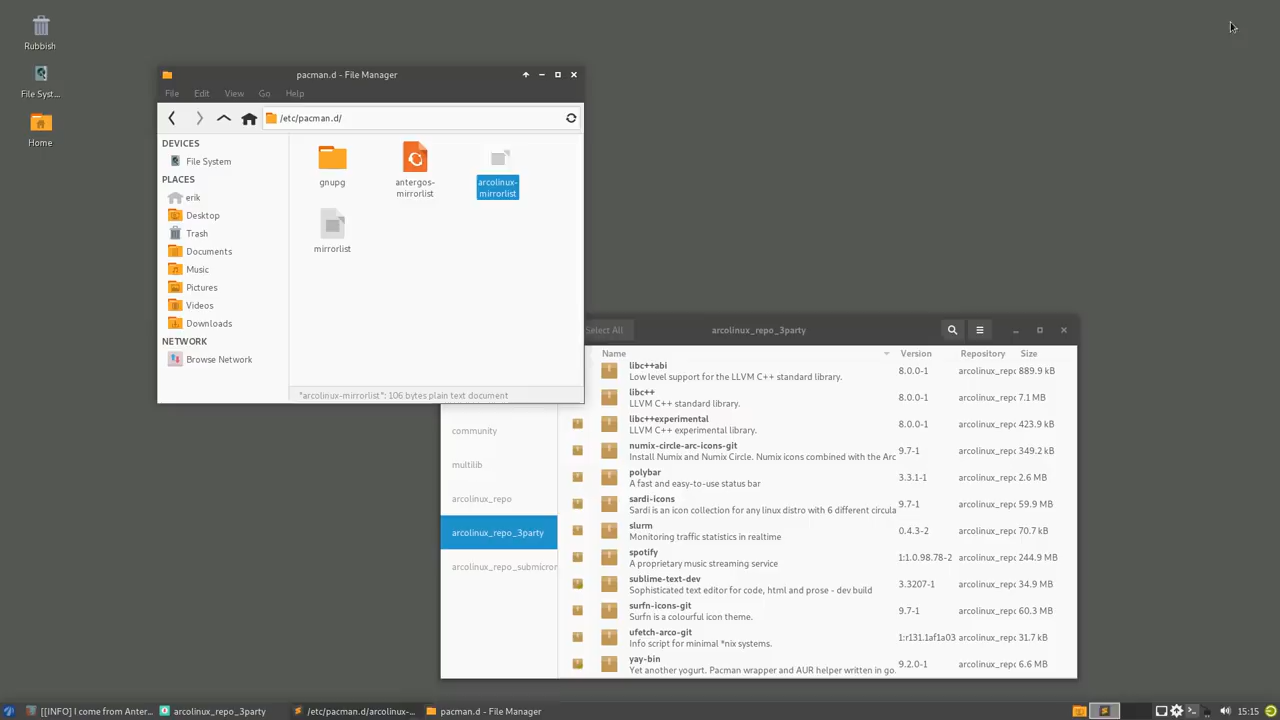 Rubbish
File Syst...
Home
pacman.d - File Manager
File Edit View Go Help
/etc/pacman.d/
DEVICES
File System
PLACES
erik
Desktop
Trash
Documents
Music
Pictures
Videos
Downloads
NETWORK
Browse Network
gnupg
antergos-
mirrorlist
arcolinux-
mirrorlist
mirrorlist
"arcolinux-mirrorlist": 106 bytes plain text document
Select All
arcolinux_repo_3party
Name Version Repository Size
community
multilib
arcolinux_repo
arcolinux_repo_3party
arcolinux_repo_submicron
libc++abi
Low level support for the LLVM C++ standard library.
8.0.0-1 arcolinux_repo 889.9 kB
libc++
LLVM C++ standard library.
8.0.0-1 arcolinux_repo 7.1 MB
libc++experimental
LLVM C++ experimental library.
8.0.0-1 arcolinux_repo 423.9 kB
numix-circle-arc-icons-git
Install Numix and Numix Circle. Numix icons combined with the Arc
9.7-1 arcolinux_repo 349.2 kB
polybar
A fast and easy-to-use status bar
3.3.1-1 arcolinux_repo 2.6 MB
sardi-icons
Sardi is an icon collection for any linux distro with 6 different circula
9.7-1 arcolinux_repo 59.9 MB
slurm
Monitoring traffic statistics in realtime
0.4.3-2 arcolinux_repo 70.7 kB
spotify
A proprietary music streaming service
1:1.0.98.78-2 arcolinux_repo 244.9 MB
sublime-text-dev
Sophisticated text editor for code, html and prose - dev build
3.3207-1 arcolinux_repo 34.9 MB
surfn-icons-git
Surfn is a colourful icon theme.
9.7-1 arcolinux_repo 60.3 MB
ufetch-arco-git
Info script for minimal *nix systems.
1:r131.1af1a03 arcolinux_repo 31.7 kB
yay-bin
Yet another yogurt. Pacman wrapper and AUR helper written in go.
9.2.0-1 arcolinux_repo 6.6 MB
[[INFO] I come from Anter...
arcolinux_repo_3party
/etc/pacman.d/arcolinux-...
pacman.d - File Manager
15:15